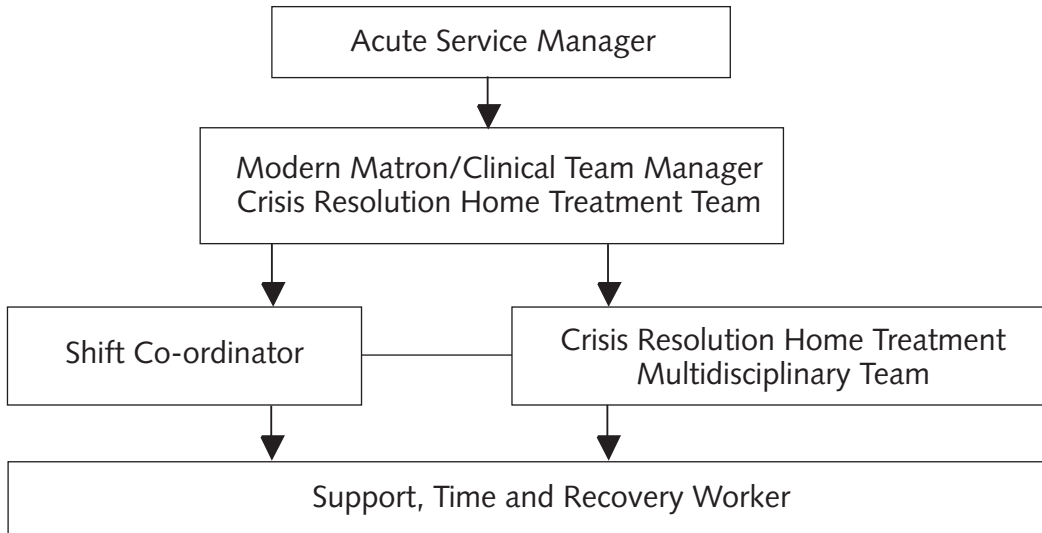 Acute Service Manager
Modern Matron/Clinical Team Manager
Crisis Resolution Home Treatment Team
Shift Co-ordinator
Crisis Resolution Home Treatment
Multidisciplinary Team
Support, Time and Recovery Worker